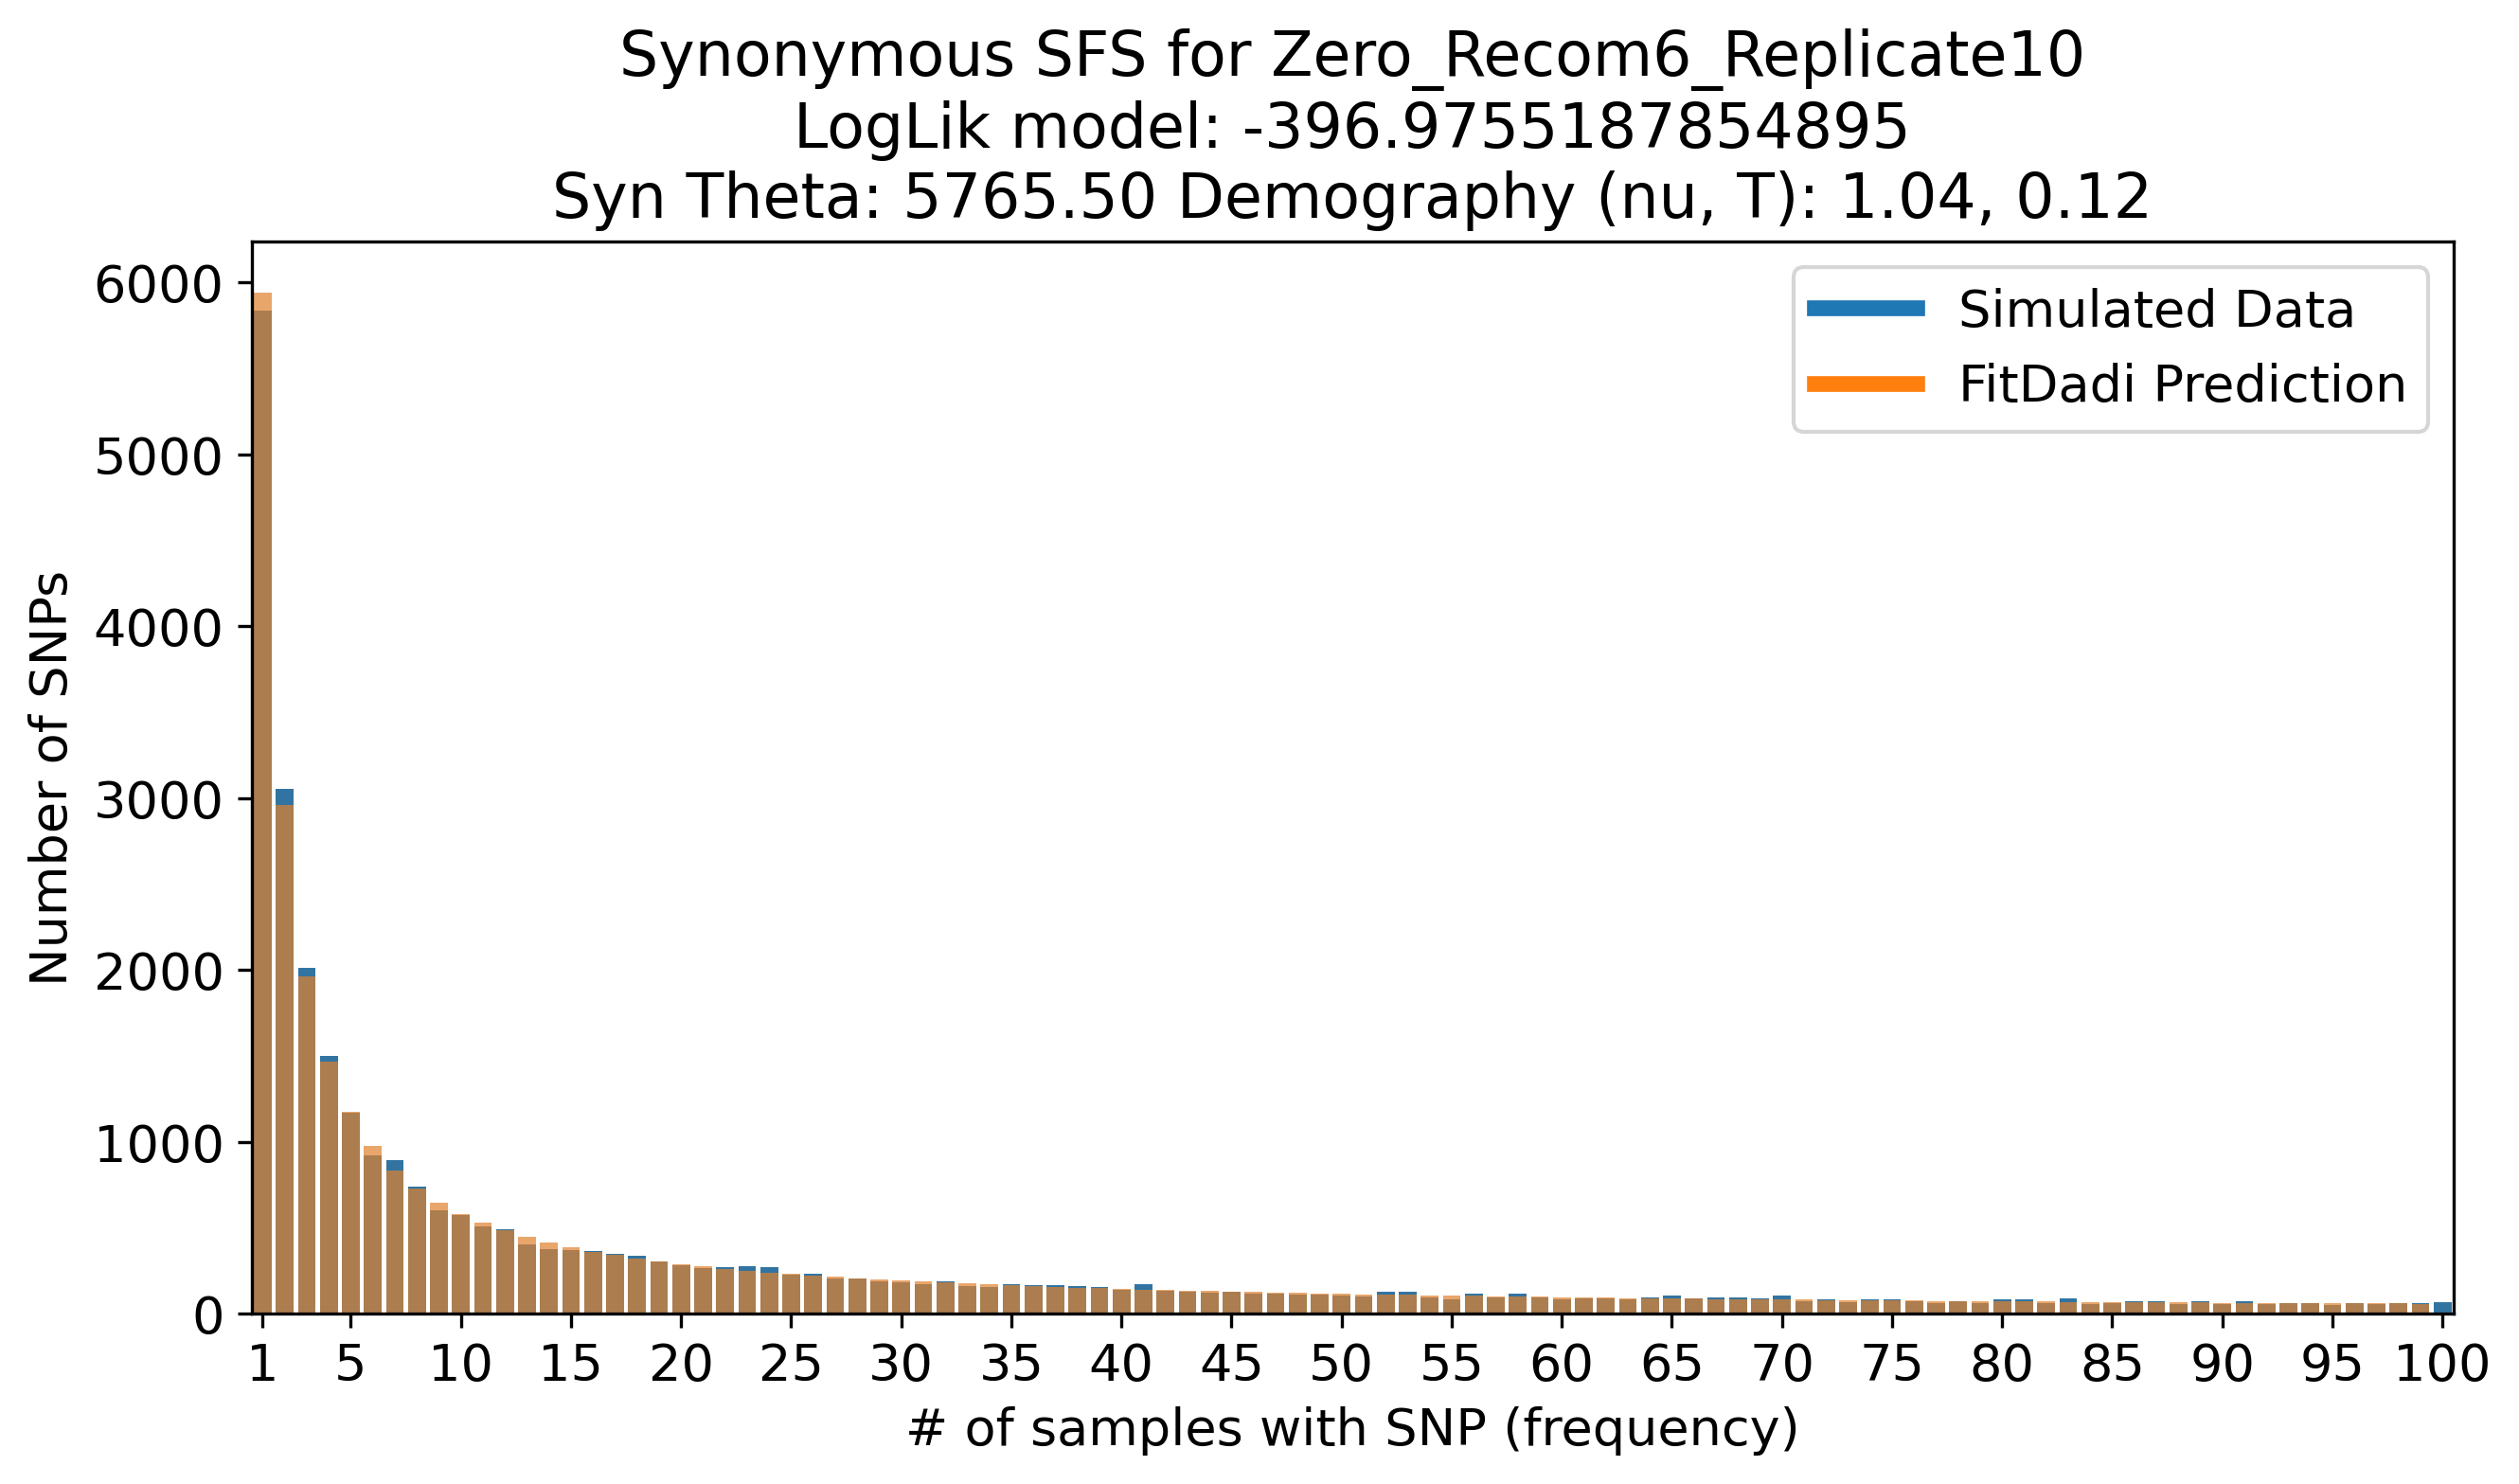 Synonymous SFS for Zero_Recom6_Replicate10
LogLik model: -396.9755187854895
Syn Theta: 5765.50 Demography (nu, T): 1.04, 0.12
Simulated Data
FitDadi Prediction
Number of SNPs
6000
5000
4000
3000
2000
1000
0
1 5 10 15 20 25 30 35 40 45 50 55 60 65 70 75 80 85 90 95 100
# of samples with SNP (frequency)